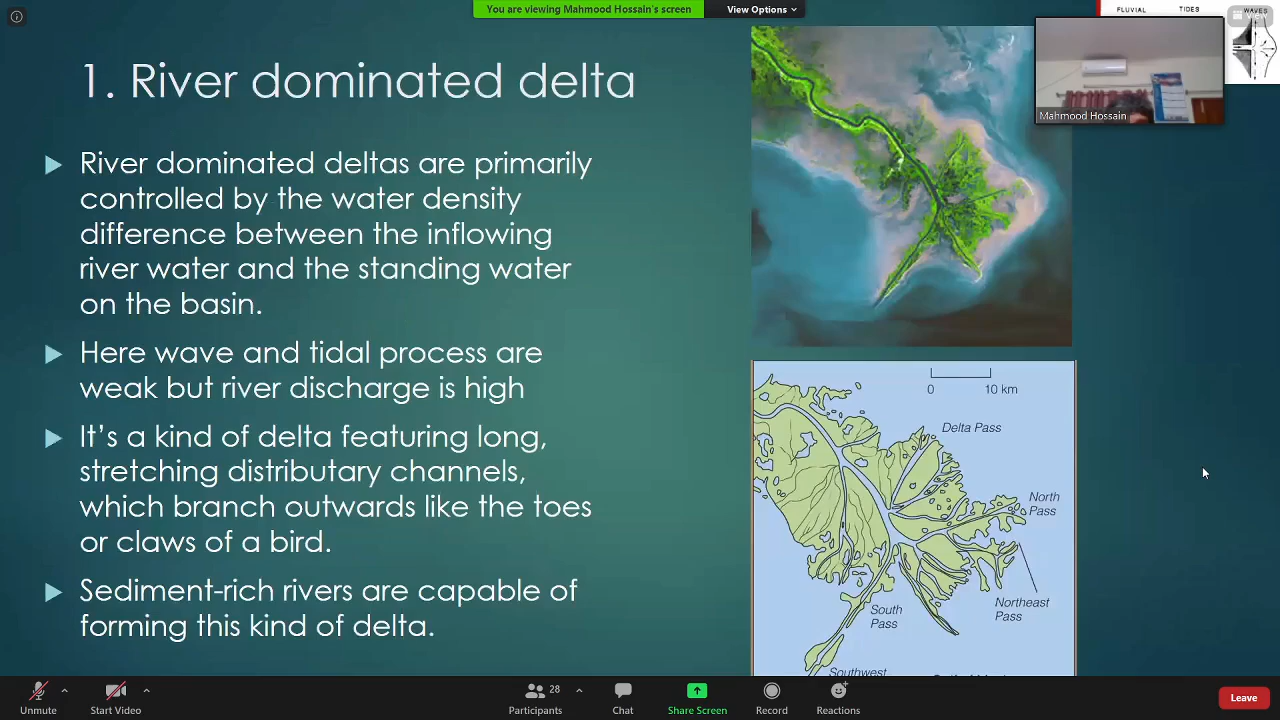 You are viewing Mahmood Hossain's screen
View Options
FLUVIAL TIDES WAVES
View
Mahmood Hossain
1. River dominated delta
River dominated deltas are primarily
controlled by the water density
difference between the inflowing
river water and the standing water
on the basin.
Here wave and tidal process are
weak but river discharge is high
It's a kind of delta featuring long,
stretching distributary channels,
which branch outwards like the toes
or claws of a bird.
Sediment-rich rivers are capable of
forming this kind of delta.
0 10 km
Delta Pass
North
Pass
Northeast
Pass
South
Pass
Southwest
Unmute
Start Video
28
Participants
Chat
Share Screen
Record
Reactions
Leave